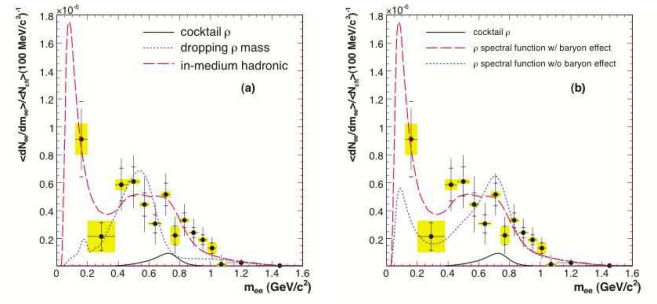 ×10⁻⁶
<dN_ee/dm_ee>/<N_ch>(100 MeV/c²)⁻¹
1.8
1.6
1.4
1.2
1
0.8
0.6
0.4
0.2
0 0.2 0.4 0.6 0.8 1 1.2 1.4 1.6
m_ee (GeV/c²)
cocktail ρ
dropping ρ mass
in-medium hadronic
(a)
×10⁻⁶
<dN_ee/dm_ee>/<N_ch>(100 MeV/c²)⁻¹
1.8
1.6
1.4
1.2
1
0.8
0.6
0.4
0.2
0 0.2 0.4 0.6 0.8 1 1.2 1.4 1.6
m_ee (GeV/c²)
cocktail ρ
ρ spectral function w/ baryon effect
ρ spectral function w/o baryon effect
(b)